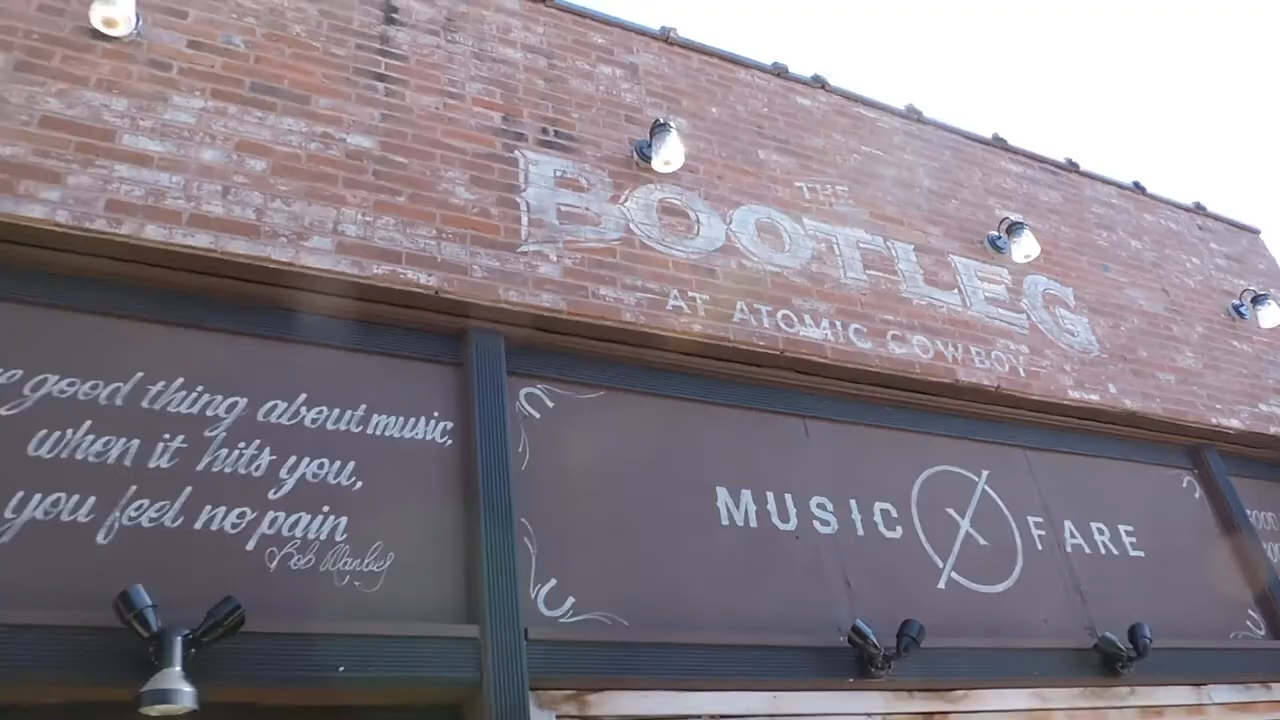 THE
BOOTLEG
AT ATOMIC COWBOY
good thing about music,
when it hits you,
you feel no pain
Bob Marley
MUSIC X FARE